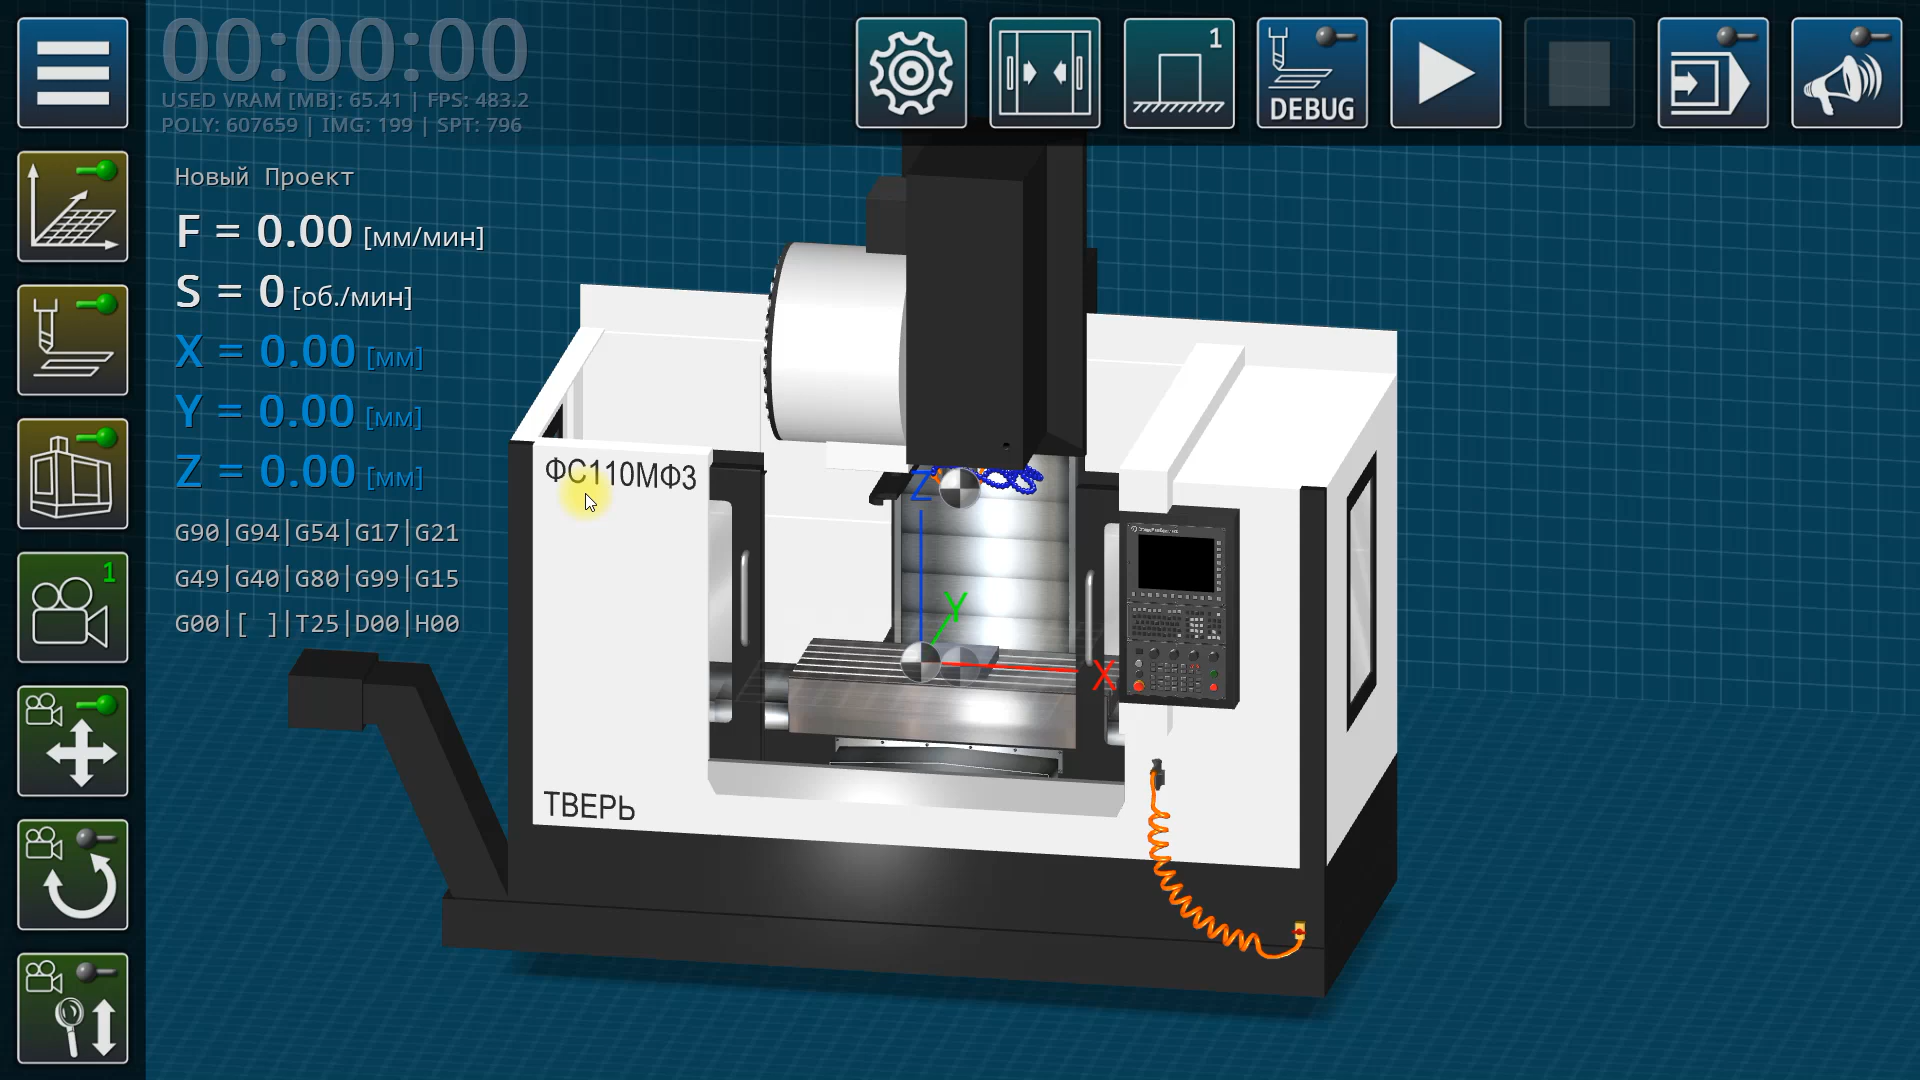 00:00:00
USED VRAM [MB]: 65.41 | FPS: 483.2
POLY: 607659 | IMG: 199 | SPT: 796
1
DEBUG
Новый Проект
F = 0.00 [мм/мин]
S = 0 [об./мин]
X = 0.00 [мм]
Y = 0.00 [мм]
Z = 0.00 [мм]
G90|G94|G54|G17|G21
G49|G40|G80|G99|G15
G00|[ ]|T25|D00|H00
1
ФС110МФ3
Z
Y
X
ТВЕРЬ